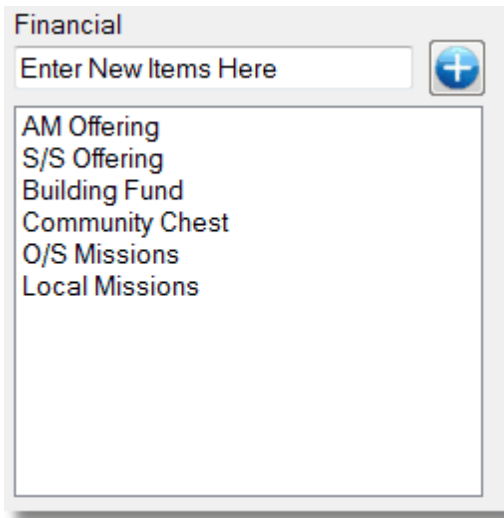 Financial
Enter New Items Here
AM Offering
S/S Offering
Building Fund
Community Chest
O/S Missions
Local Missions